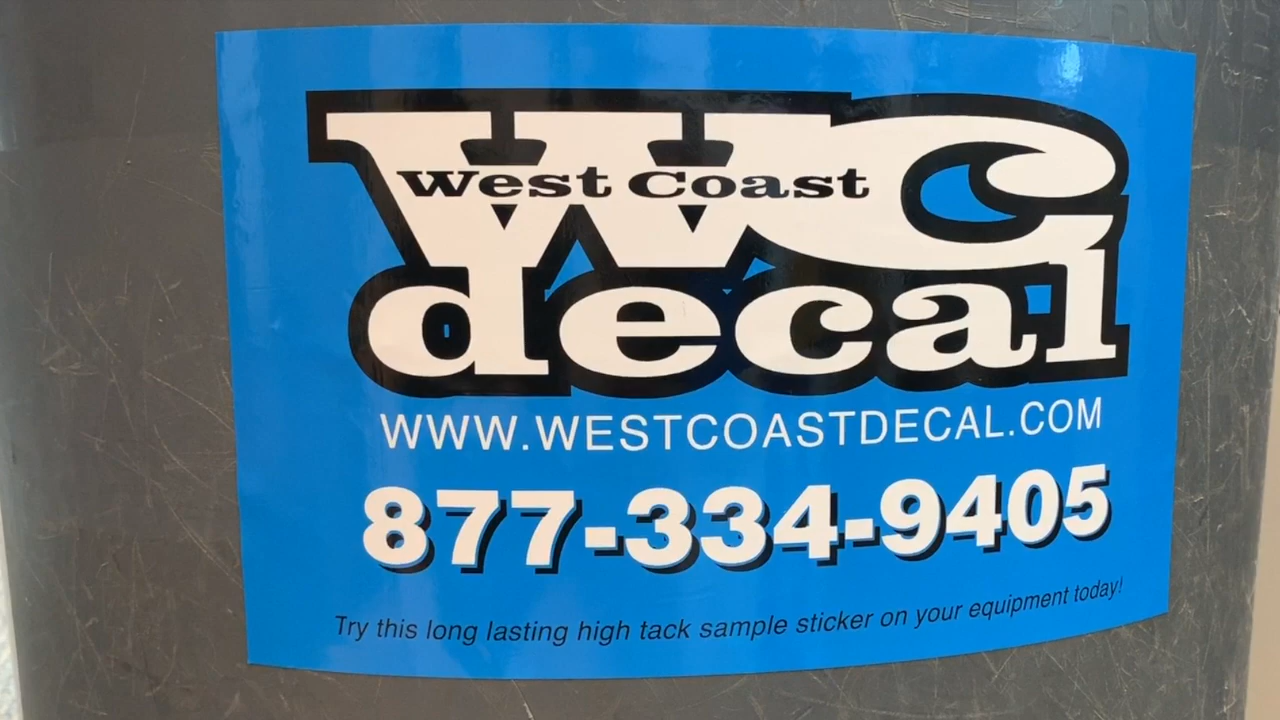 WC
West Coast
decal
WWW.WESTCOASTDECAL.COM
877-334-9405
Try this long lasting high tack sample sticker on your equipment today!